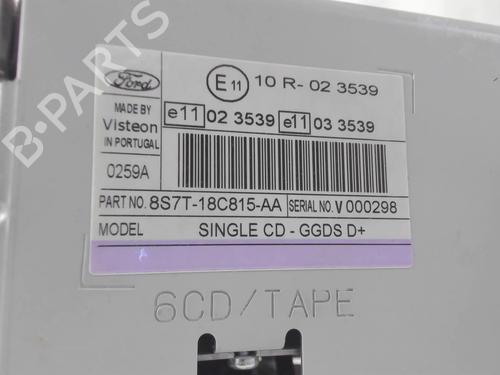 Ford
E 11 10 R- 02 3539
MADE BY
Visteon
IN PORTUGAL
e11 02 3539 e11 03 3539
0259A
PART NO. 8S7T-18C815-AA SERIAL NO. V 000298
MODEL SINGLE CD - GGDS D+
6CD/TAPE
B-PARTS